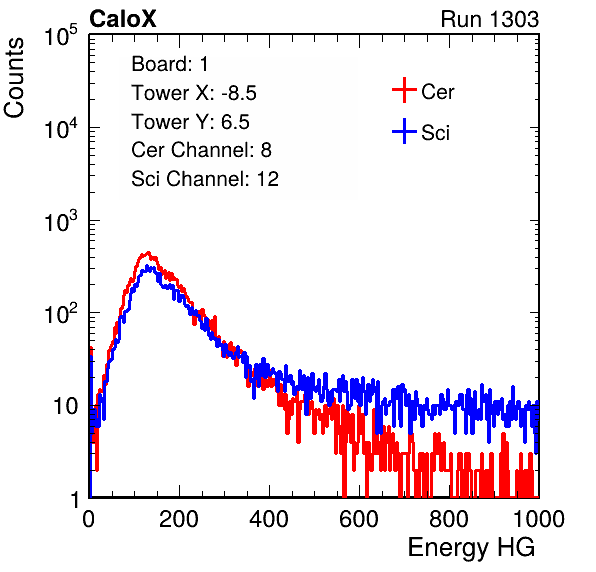 CaloX Run 1303
Counts
Board: 1
Tower X: -8.5
Tower Y: 6.5
Cer Channel: 8
Sci Channel: 12
Cer
Sci
10^5
10^4
10^3
10^2
10
1
0 200 400 600 800 1000
Energy HG